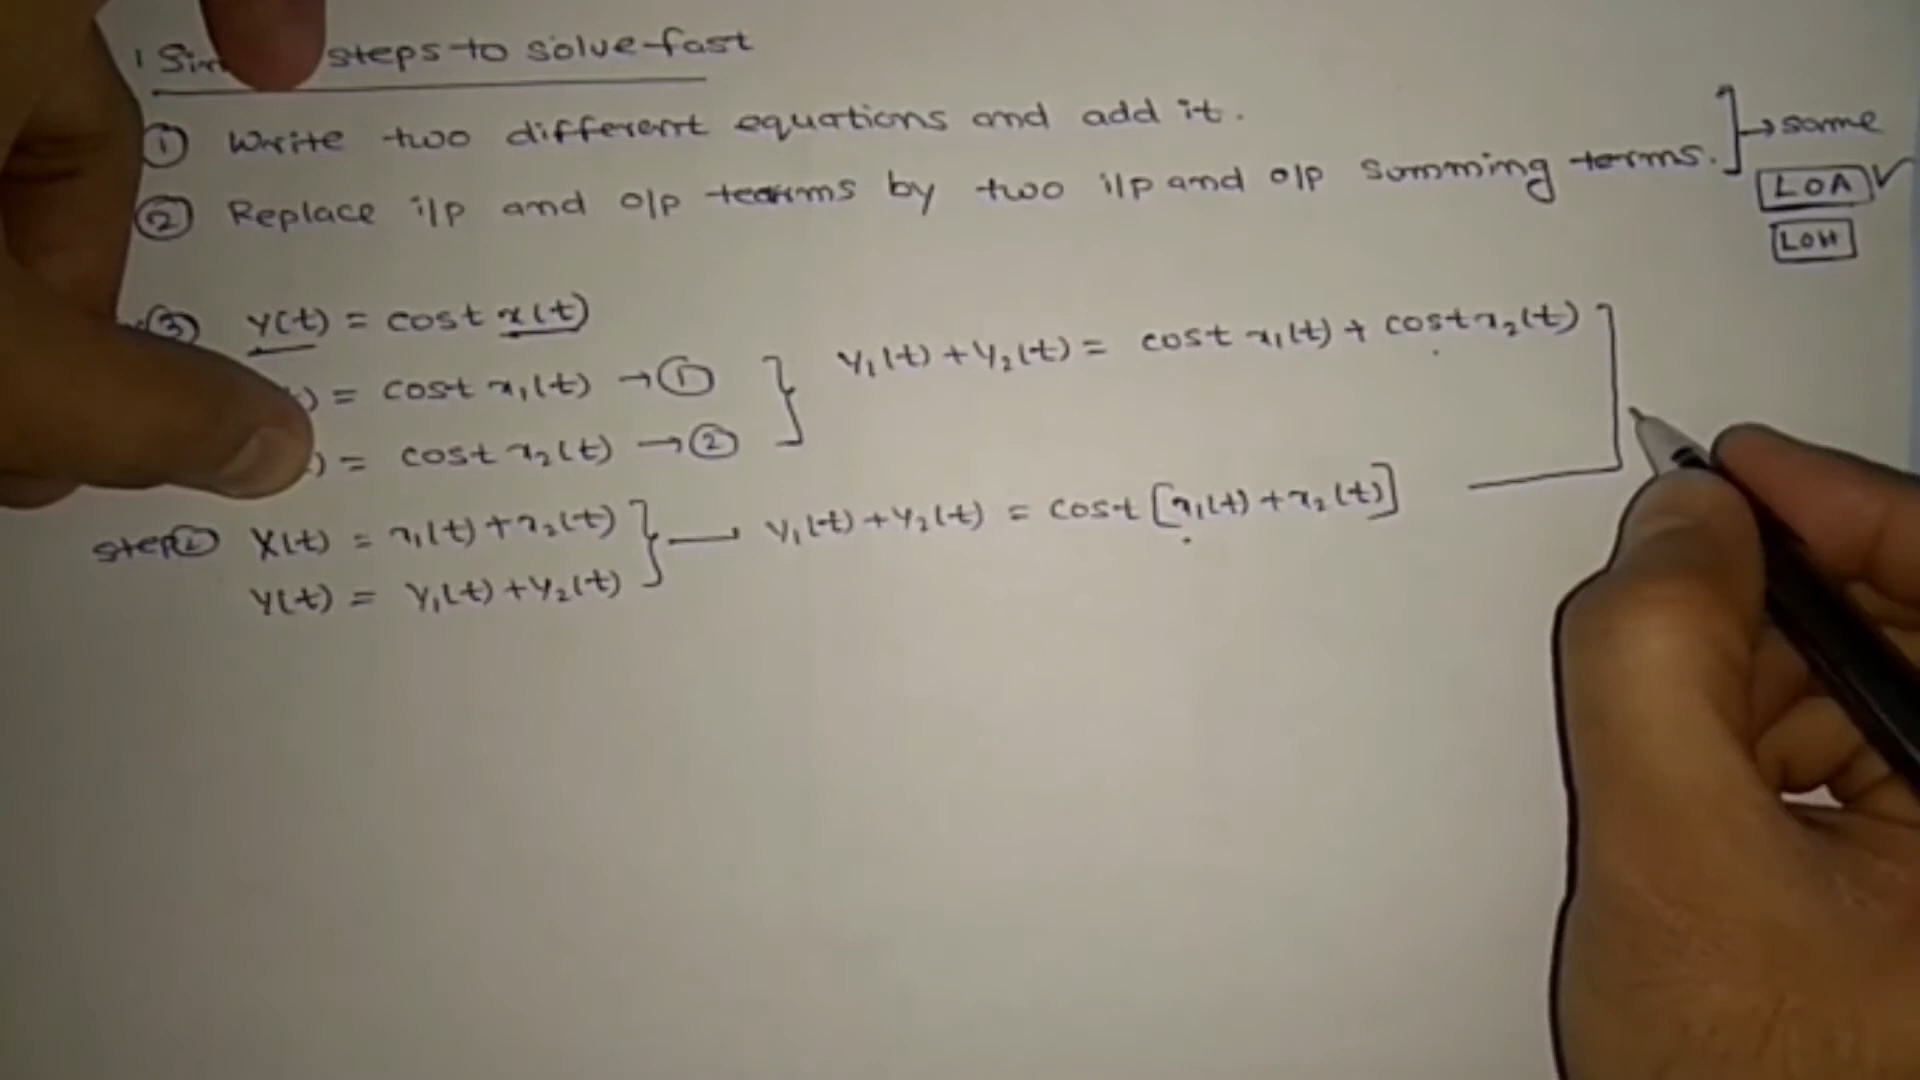 steps to solve fast
① Write two different equations and add it.
② Replace i/p and o/p tearms by two i/p and o/p summing terms.
→ same
LOA ✓
LOH
③ y(t) = cost x(t)
) = cost x₁(t) → ①
) = cost x₂(t) → ②
y₁(t) + y₂(t) = cost x₁(t) + cost x₂(t)
step② x(t) = x₁(t) + x₂(t)
y(t) = y₁(t) + y₂(t)
y₁(t) + y₂(t) = cost [x₁(t) + x₂(t)]